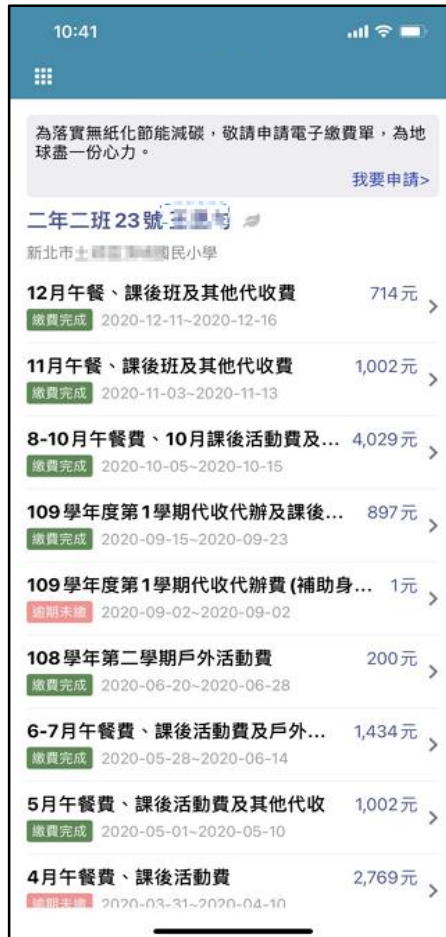 10:41
為落實無紙化節能減碳，敬請申請電子繳費單，為地
球盡一份心力。
我要申請>
二年二班 23號
新北市土 國民小學
12月午餐、課後班及其他代收費 714元
繳費完成 2020-12-11~2020-12-16
11月午餐、課後班及其他代收費 1,002元
繳費完成 2020-11-03~2020-11-13
8-10月午餐費、10月課後活動費及... 4,029元
繳費完成 2020-10-05~2020-10-15
109學年度第1學期代收代辦及課後... 897元
繳費完成 2020-09-15~2020-09-23
109學年度第1學期代收代辦費(補助身... 1元
逾期未繳 2020-09-02~2020-09-02
108學年第二學期戶外活動費 200元
繳費完成 2020-06-20~2020-06-28
6-7月午餐費、課後活動費及戶外... 1,434元
繳費完成 2020-05-28~2020-06-14
5月午餐費、課後活動費及其他代收 1,002元
繳費完成 2020-05-01~2020-05-10
4月午餐費、課後活動費 2,769元
逾期未繳 2020-03-31~2020-04-10